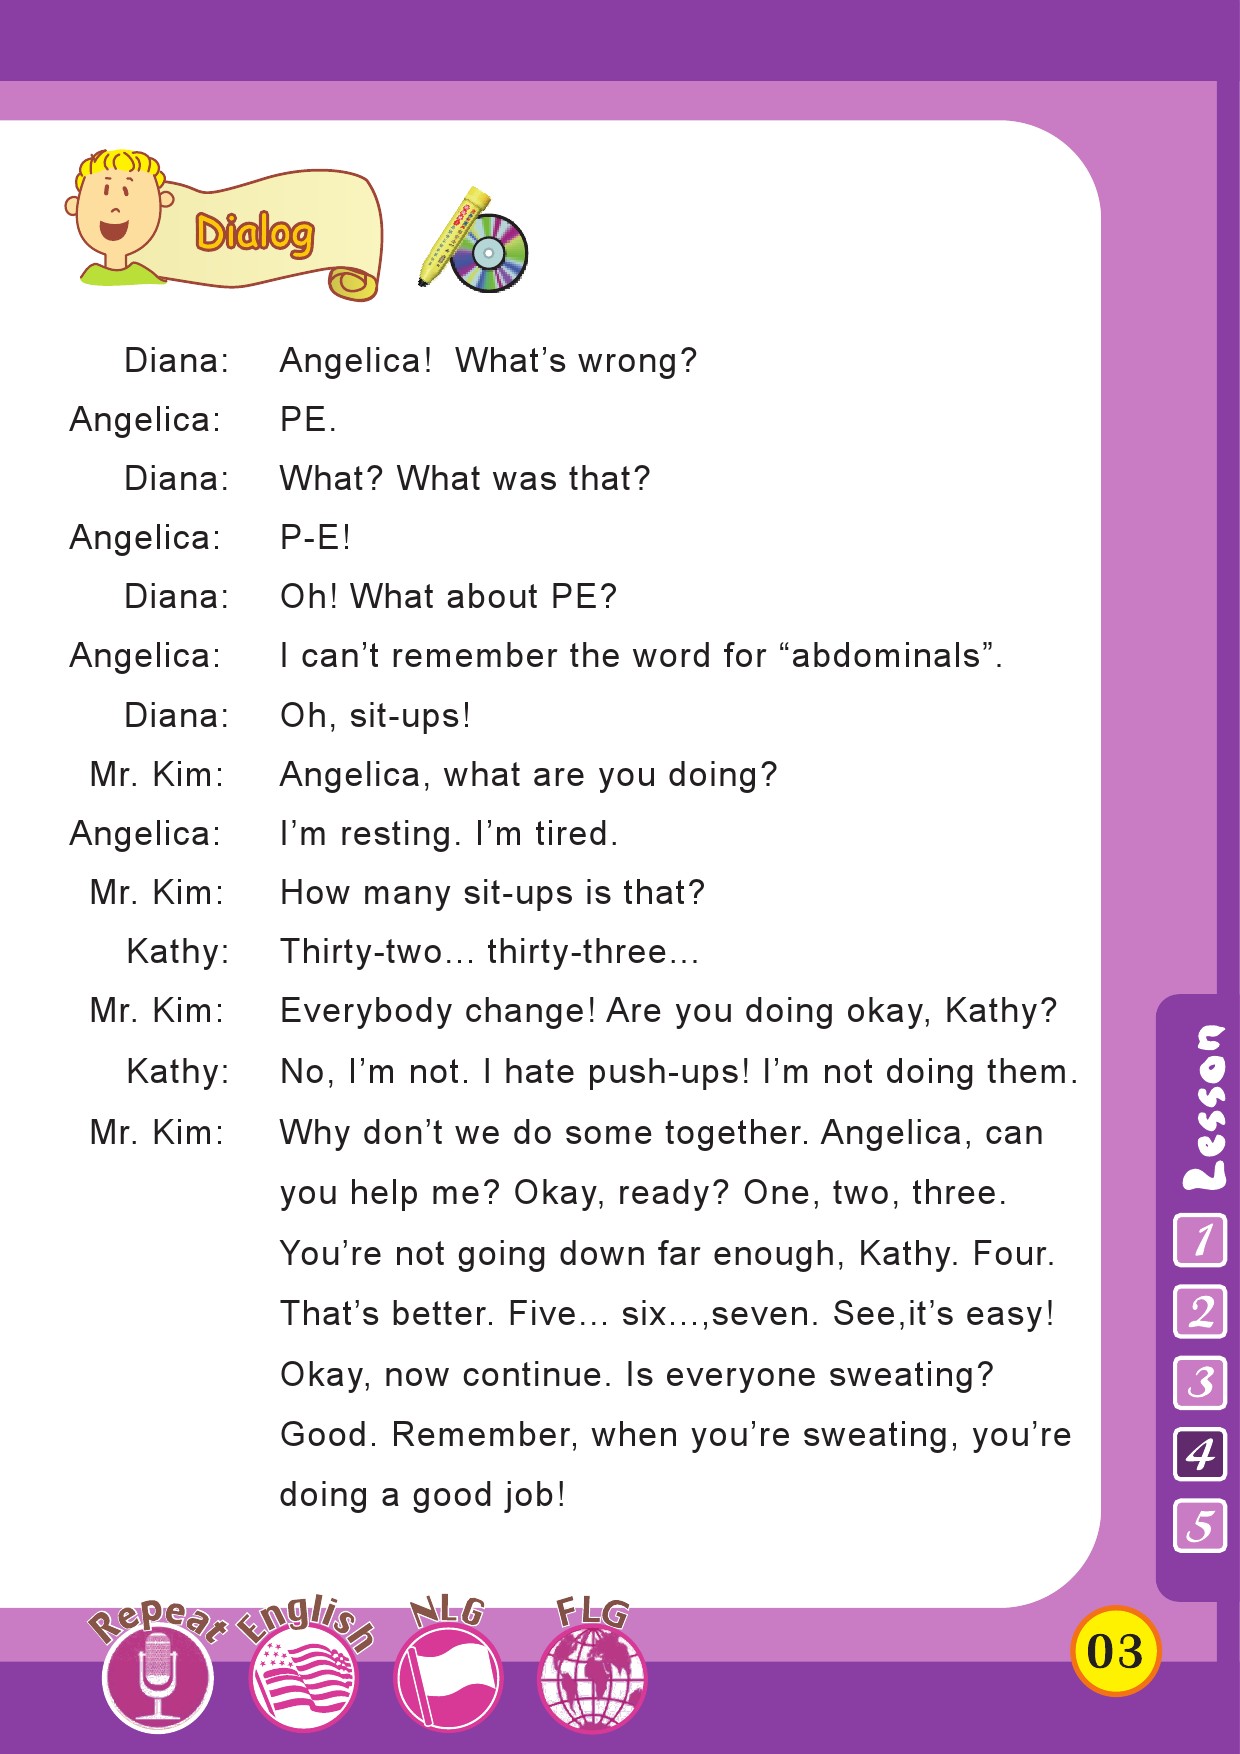 Dialog
Diana: Angelica!  What’s wrong?
Angelica: PE.
Diana: What? What was that?
Angelica: P-E!
Diana: Oh! What about PE?
Angelica: I can’t remember the word for “abdominals”.
Diana: Oh, sit-ups!
Mr. Kim: Angelica, what are you doing?
Angelica: I’m resting. I’m tired.
Mr. Kim: How many sit-ups is that?
Kathy: Thirty-two... thirty-three...
Mr. Kim: Everybody change! Are you doing okay, Kathy?
Kathy: No, I’m not. I hate push-ups! I’m not doing them.
Mr. Kim: Why don’t we do some together. Angelica, can
you help me? Okay, ready? One, two, three.
You’re not going down far enough, Kathy. Four.
That’s better. Five... six...,seven. See,it’s easy!
Okay, now continue. Is everyone sweating?
Good. Remember, when you’re sweating, you’re
doing a good job!
Lesson
1
2
3
4
5
Repeat English NLG FLG
03